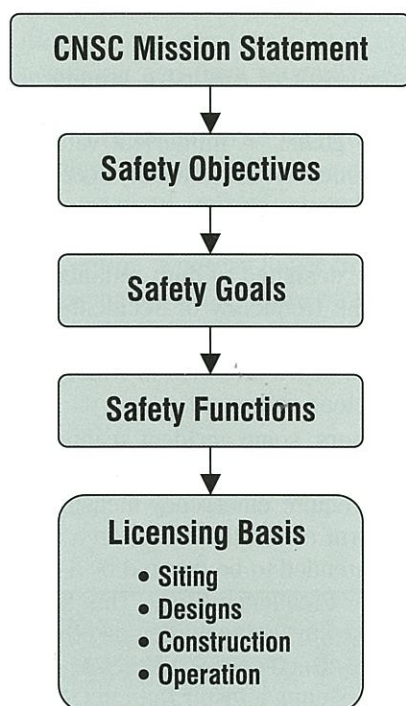 CNSC Mission Statement
Safety Objectives
Safety Goals
Safety Functions
Licensing Basis
• Siting
• Designs
• Construction
• Operation